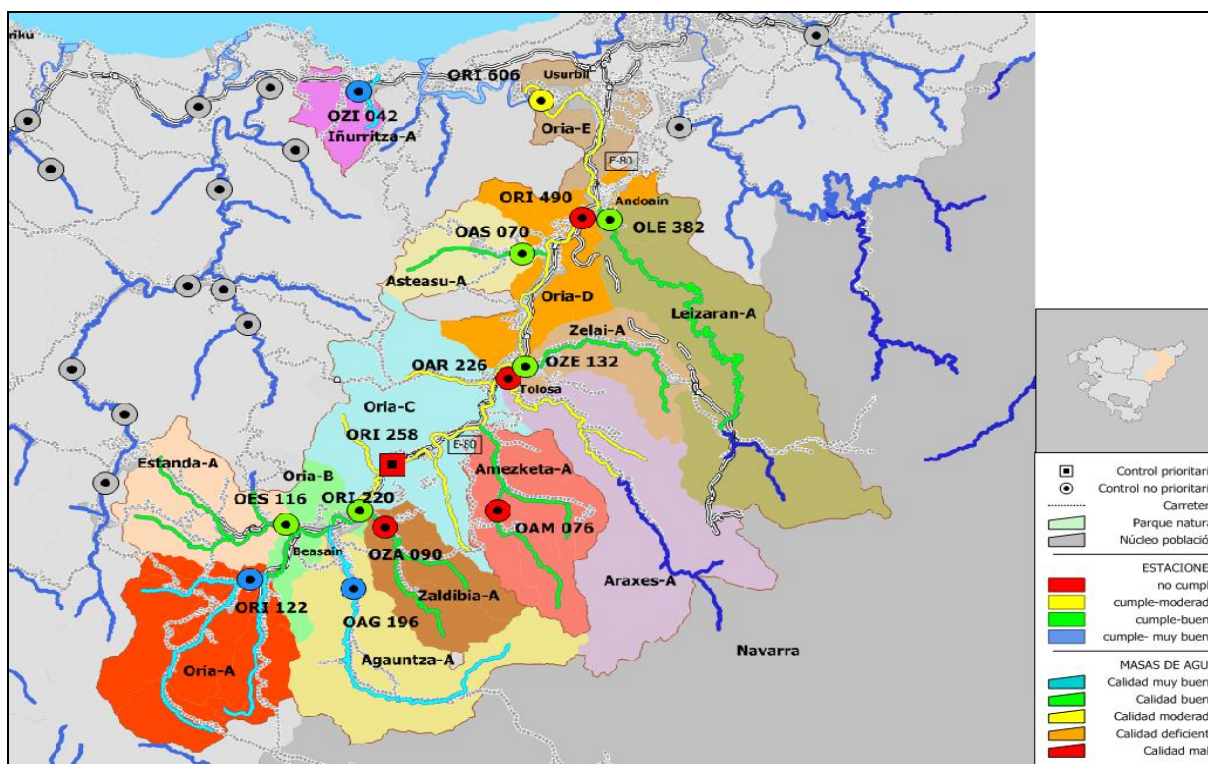 riku
ORI 606
Usurbil
OZI 042
Iñurritza-A
Oria-E
E-80
ORI 490
Andoain
OLE 382
OAS 070
Asteasu-A
Oria-D
Leizaran-A
Zelai-A
OAR 226
OZE 132
Tolosa
Oria-C
ORI 258
E-80
Estanda-A
Oria-B
Amezketa-A
OES 116
ORI 220
OAM 076
Beasain
OZA 090
Araxes-A
ORI 122
Zaldibia-A
OAG 196
Navarra
Agauntza-A
Oria-A
Control prioritari
Control no prioritari
Carreter
Parque natura
Núcleo població
ESTACIONE
no cumpl
cumple-moderad
cumple-buen
cumple- muy buen
MASAS DE AGU
Calidad muy buen
Calidad buen
Calidad moderad
Calidad deficient
Calidad mal